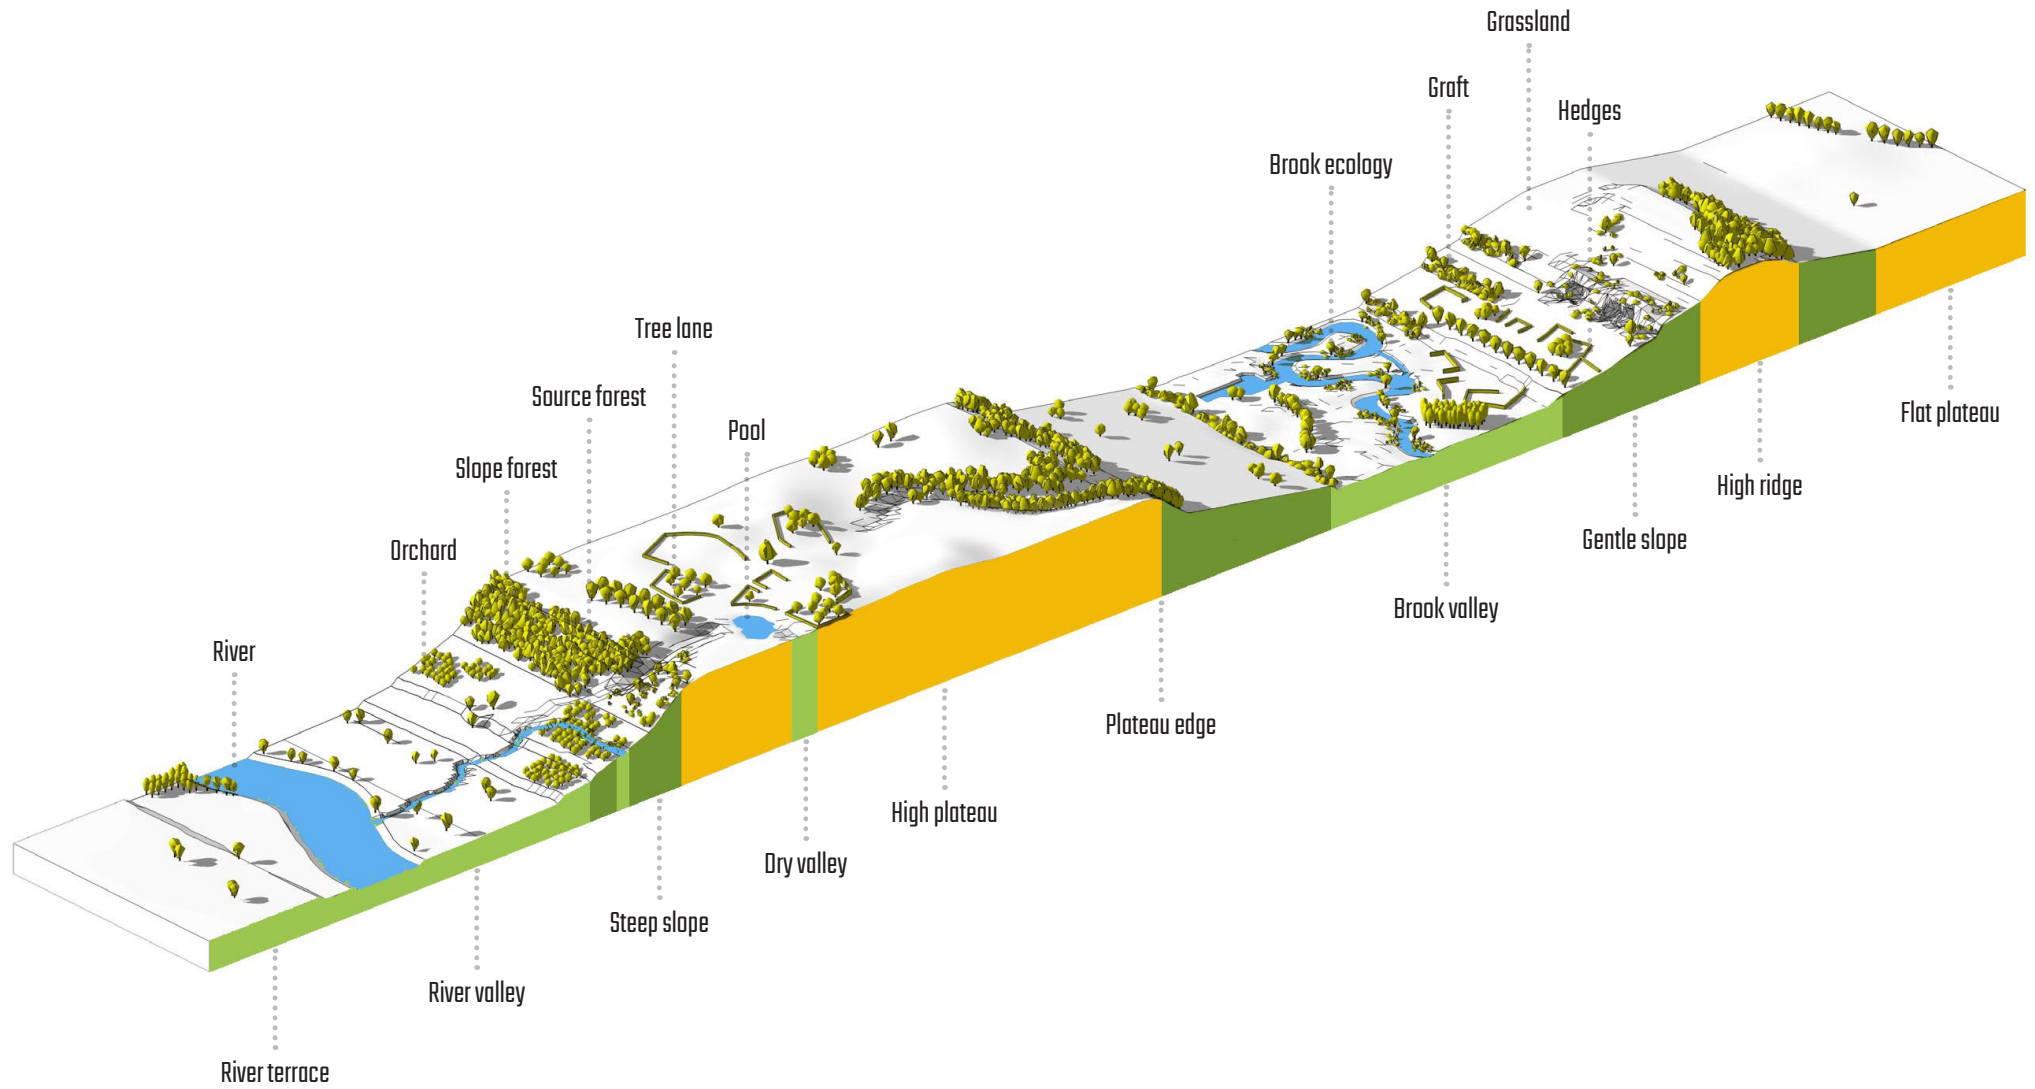 Grassland
Graft
Hedges
Brook ecology
Tree lane
Source forest
Pool
Slope forest
Orchard
River
Flat plateau
High ridge
Gentle slope
Brook valley
Plateau edge
High plateau
Dry valley
Steep slope
River valley
River terrace